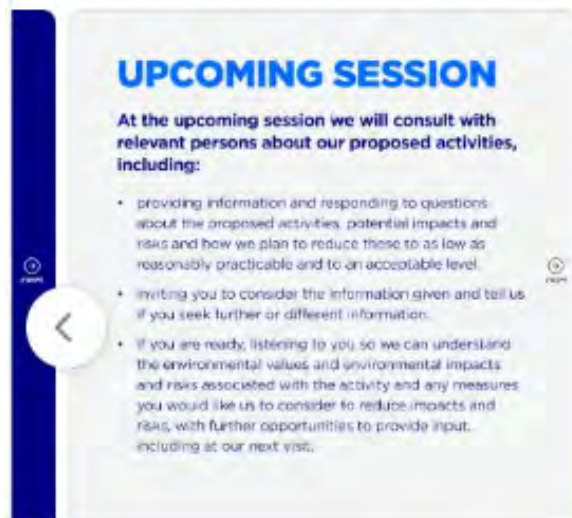 UPCOMING SESSION
At the upcoming session we will consult with
relevant persons about our proposed activities,
including:
• providing information and responding to questions
about the proposed activities, potential impacts and
risks and how we plan to reduce these to as low as
reasonably practicable and to an acceptable level.
• inviting you to consider the information given and tell us
if you seek further or different information.
• if you are ready, listening to you so we can understand
the environmental values and environmental impacts
and risks associated with the activity and any measures
you would like us to consider to reduce impacts and
risks, with further opportunities to provide input,
including at our next visit.